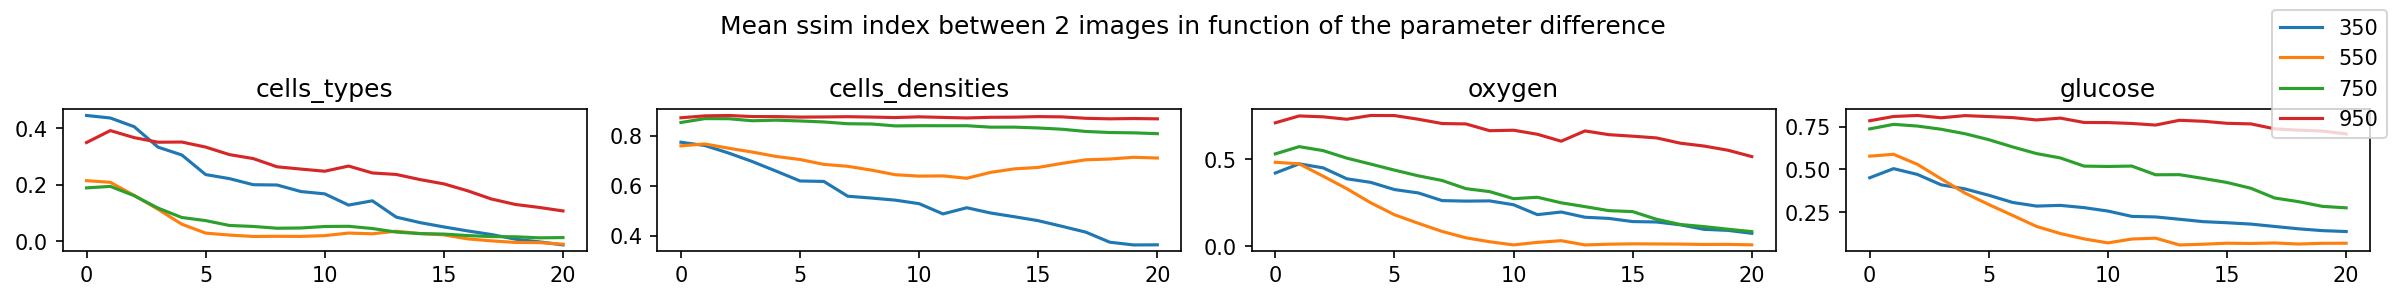 Mean ssim index between 2 images in function of the parameter difference
350
550
750
950
cells_types
0.4
0.2
0.0
0 5 10 15 20
cells_densities
0.8
0.6
0.4
0 5 10 15 20
oxygen
0.5
0.0
0 5 10 15 20
glucose
0.75
0.50
0.25
0 5 10 15 20